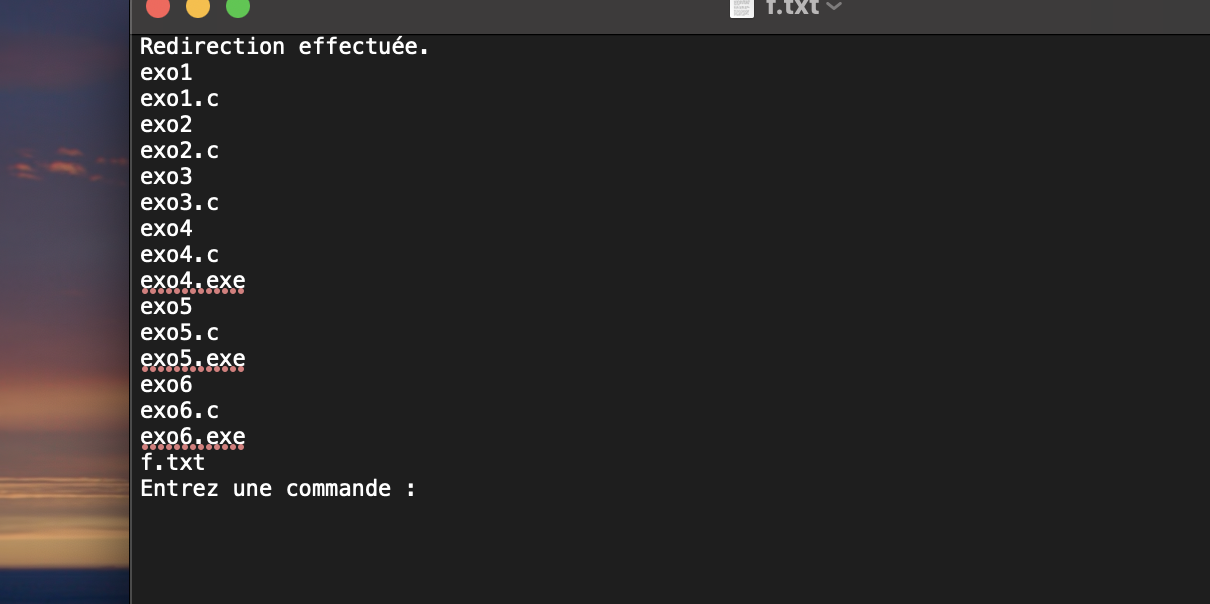 f.txt
Redirection effectuée.
exo1
exo1.c
exo2
exo2.c
exo3
exo3.c
exo4
exo4.c
exo4.exe
exo5
exo5.c
exo5.exe
exo6
exo6.c
exo6.exe
f.txt
Entrez une commande :